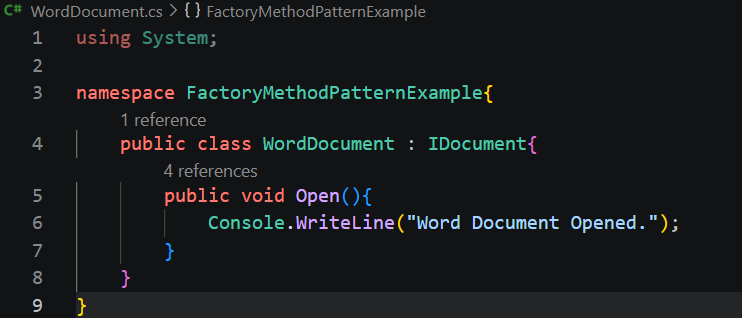 C# WordDocument.cs > { } FactoryMethodPatternExample
1 using System;
2
3 namespace FactoryMethodPatternExample{
1 reference
4 public class WordDocument : IDocument{
4 references
5 public void Open(){
6 Console.WriteLine("Word Document Opened.");
7 }
8 }
9 }